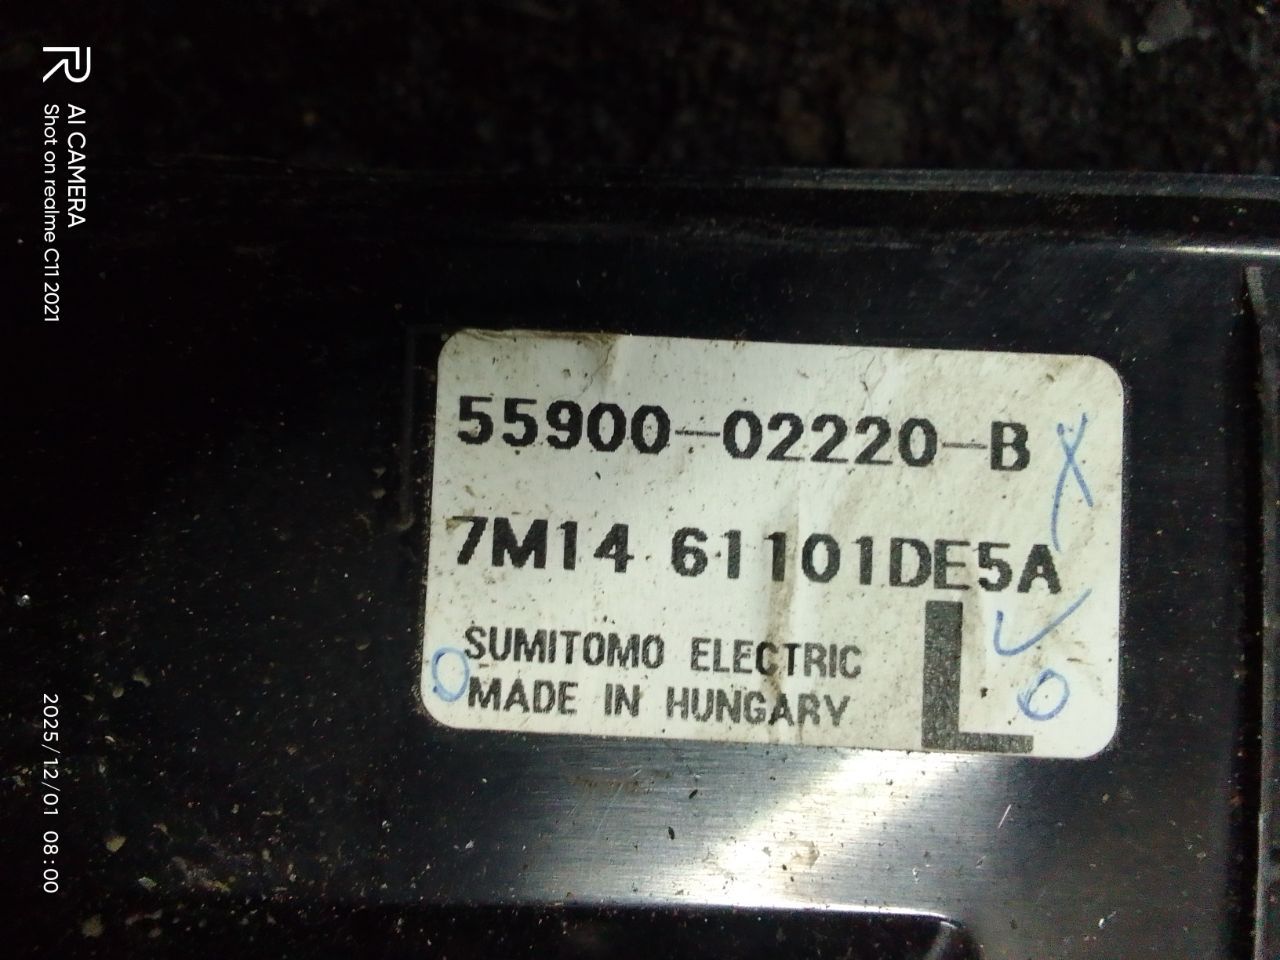 55900-02220-B
7M14 61101DE5A
SUMITOMO ELECTRIC
MADE IN HUNGARY
L
AI CAMERA
Shot on realme C11 2021
2025/12/01 08:00